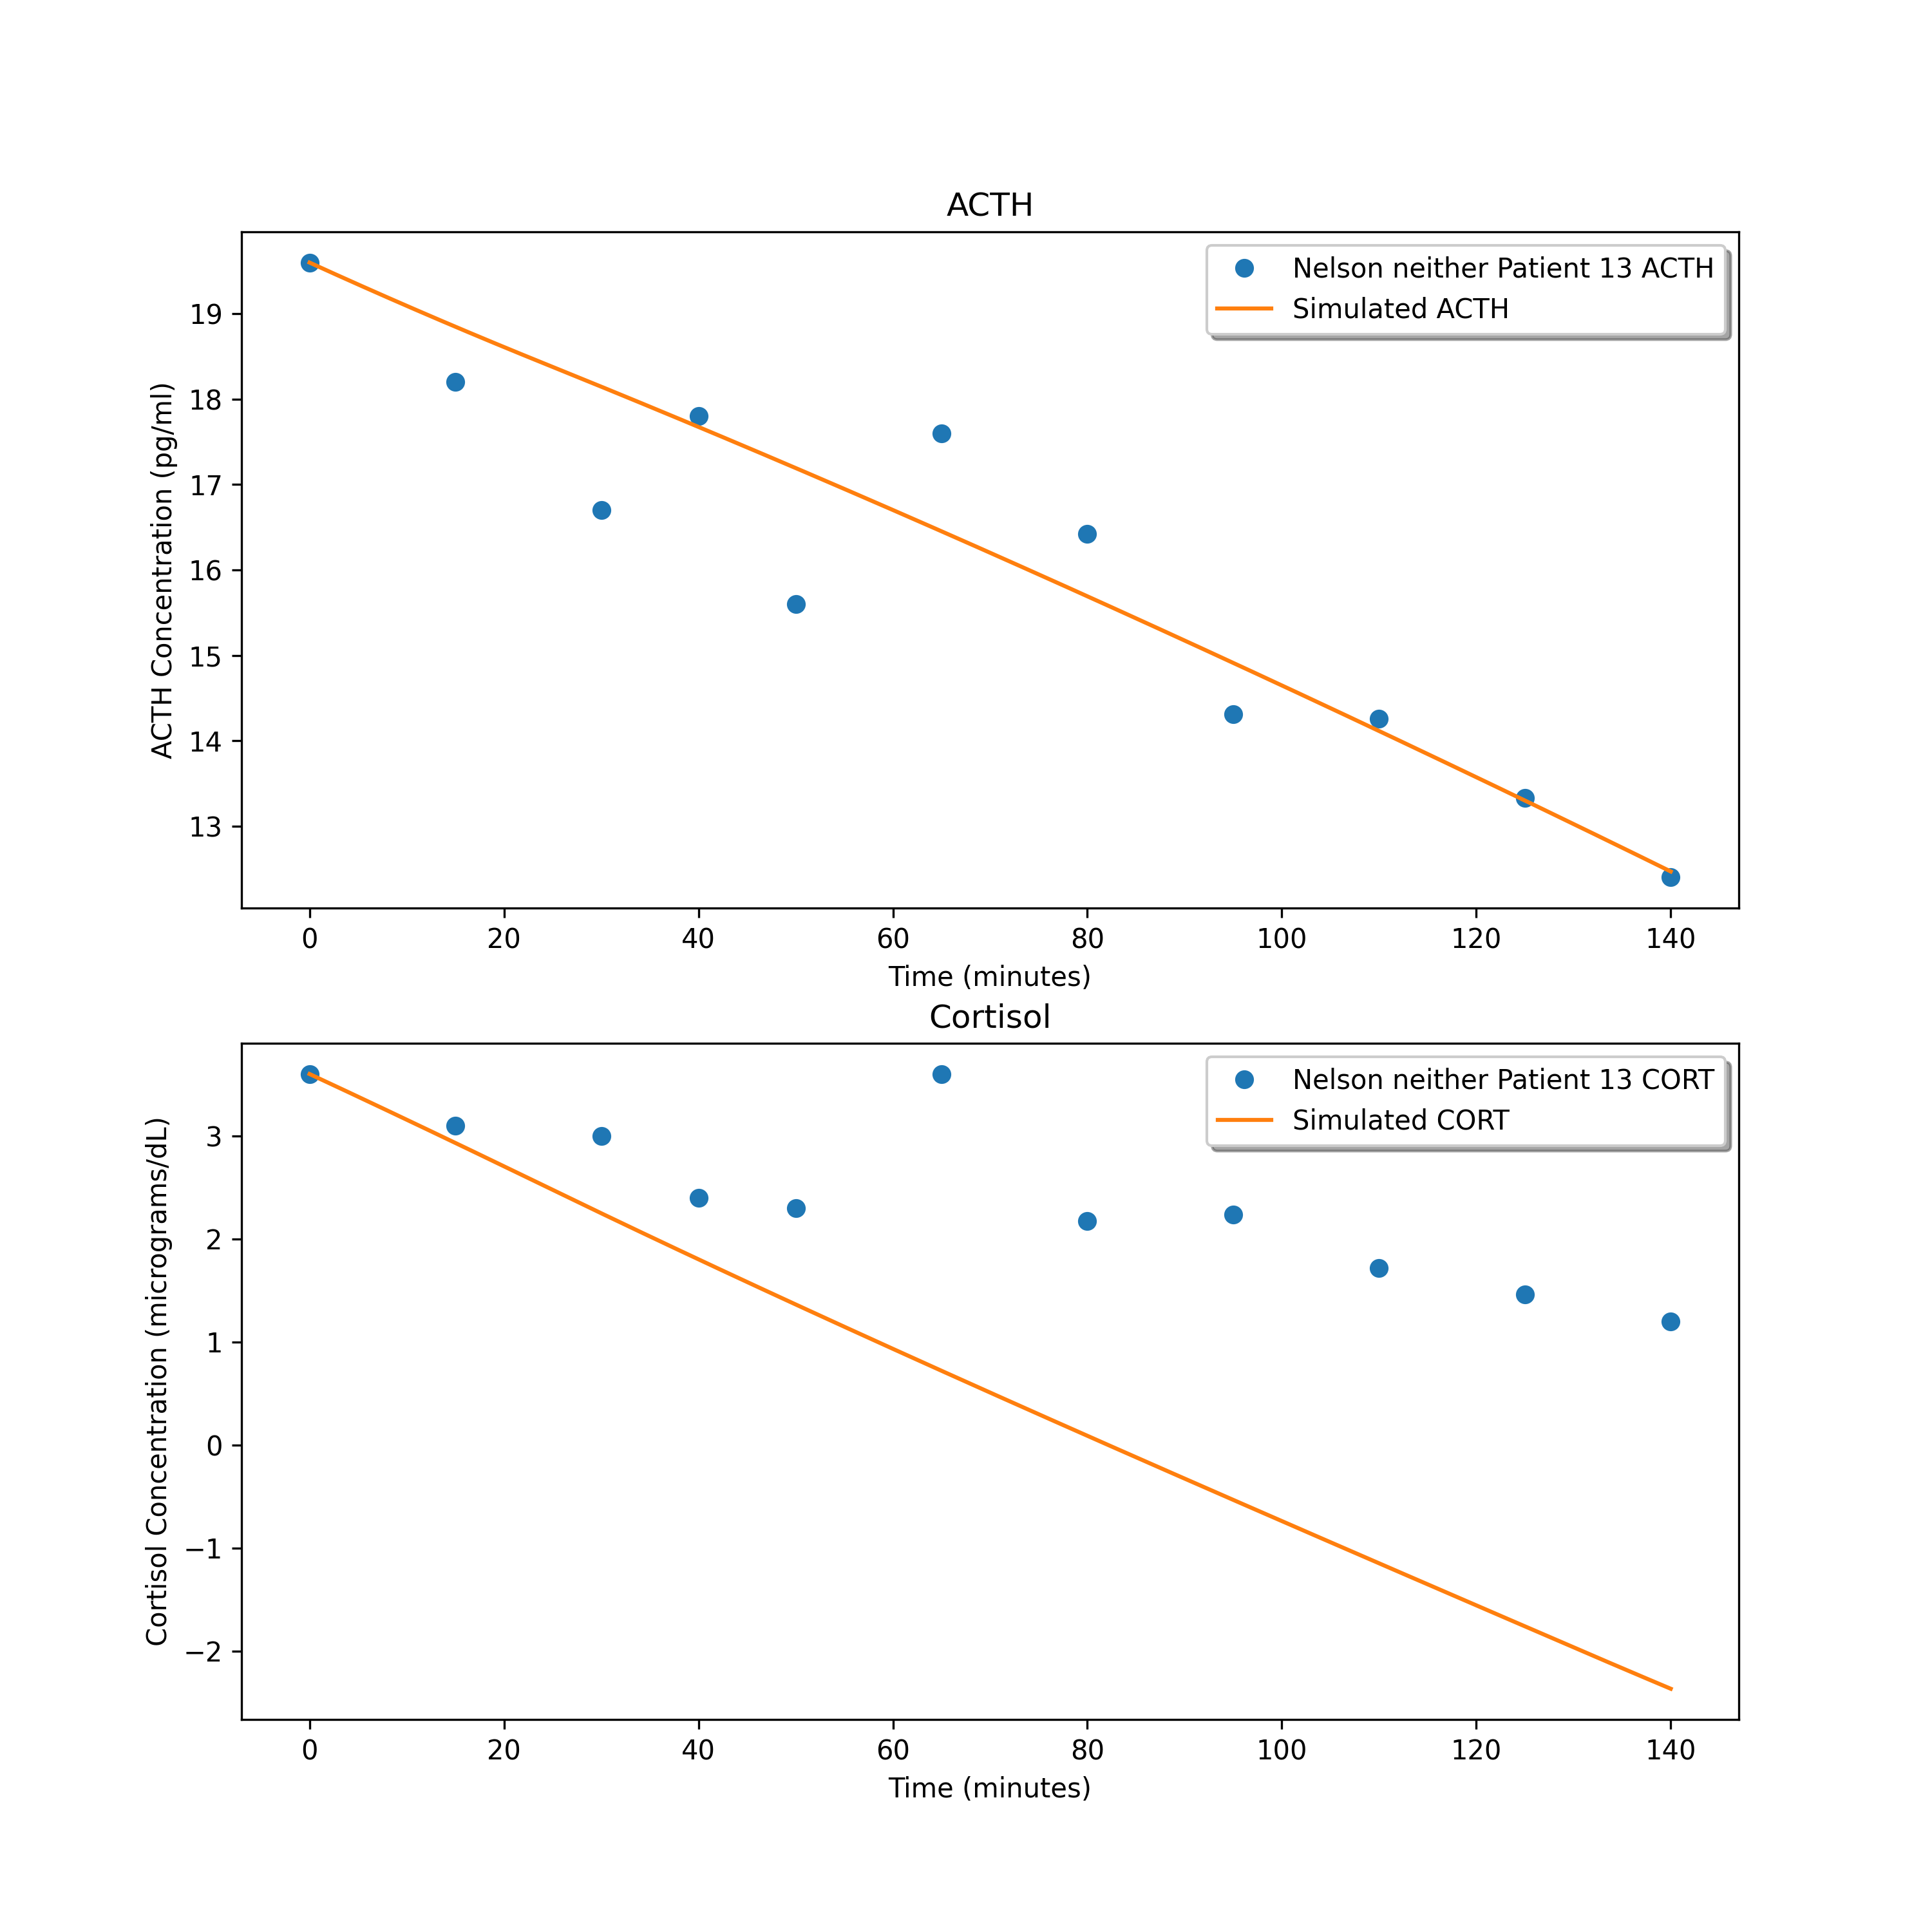 ACTH
Nelson neither Patient 13 ACTH
Simulated ACTH
ACTH Concentration (pg/ml)
19
18
17
16
15
14
13
0 20 40 60 80 100 120 140
Time (minutes)
Cortisol
Nelson neither Patient 13 CORT
Simulated CORT
Cortisol Concentration (micrograms/dL)
3
2
1
0
−1
−2
0 20 40 60 80 100 120 140
Time (minutes)